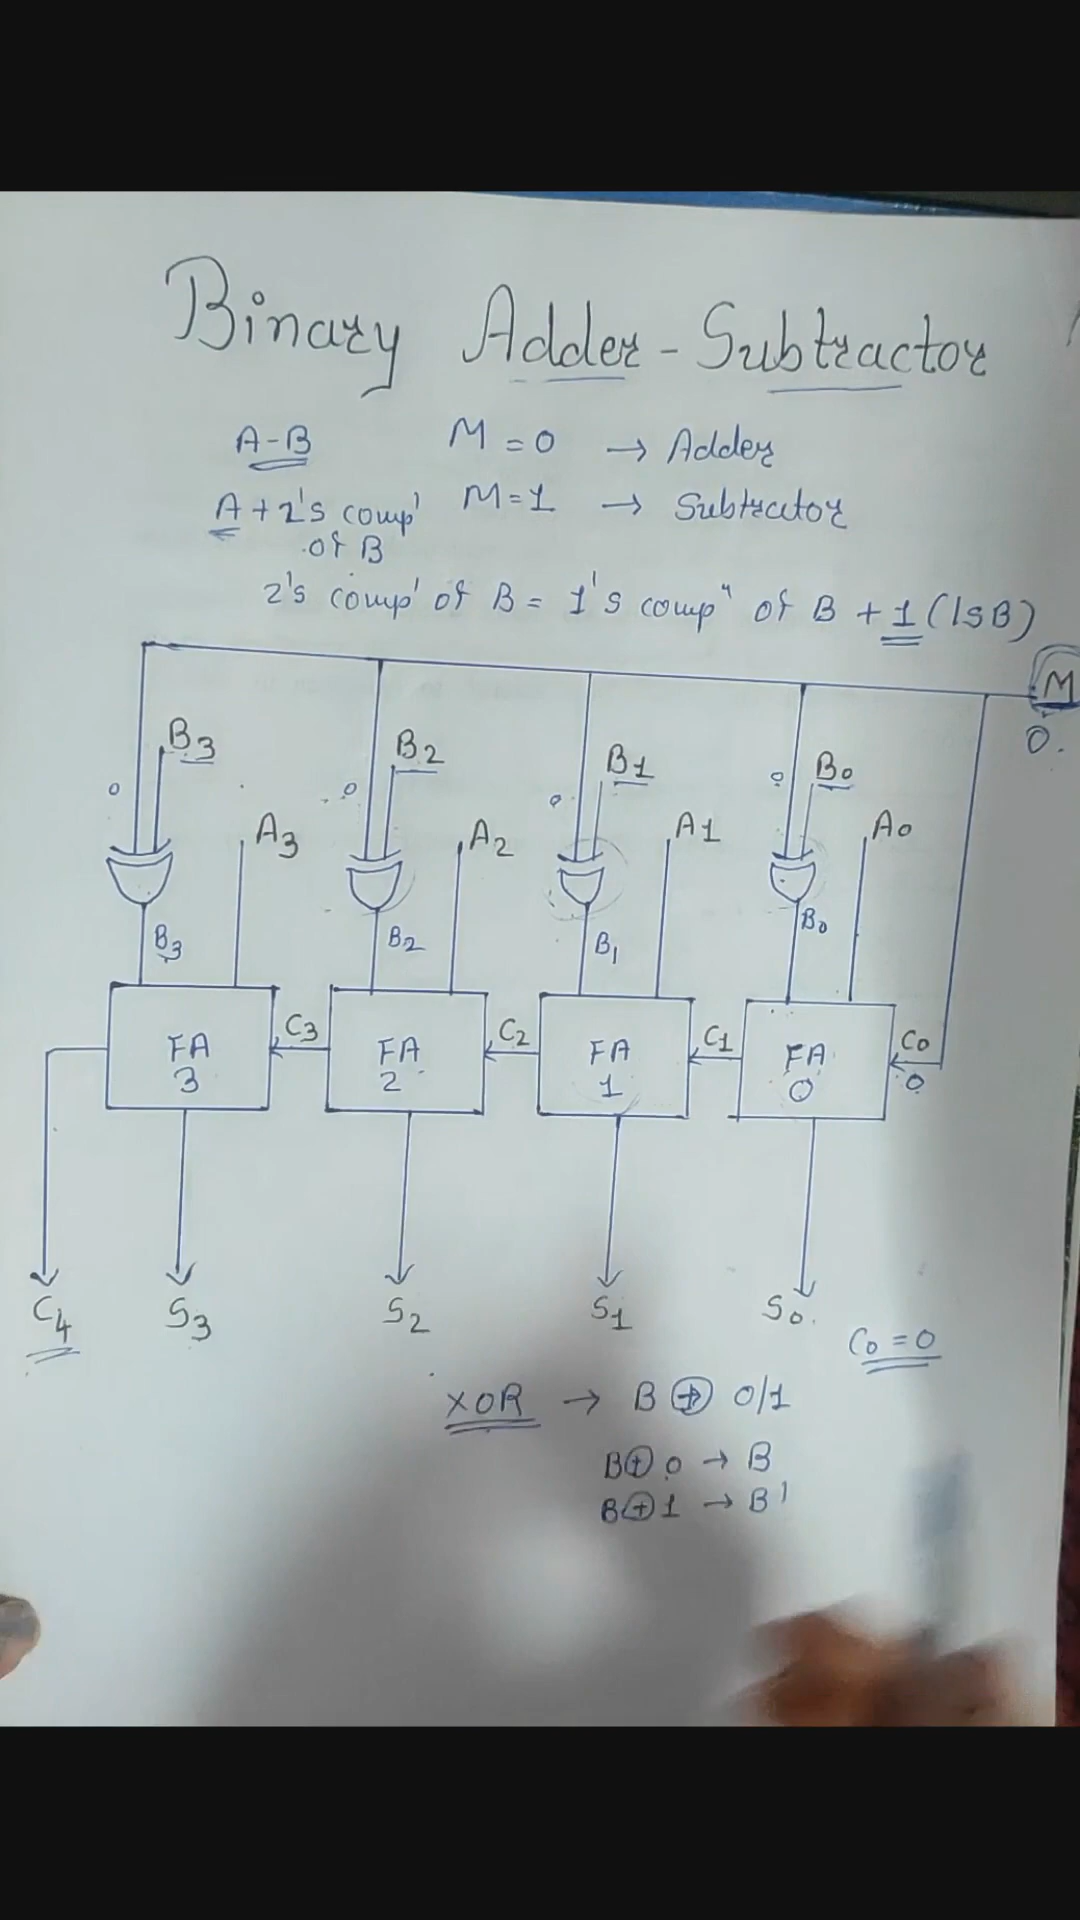 Binary Adder - Subtractor
A-B M = 0 → Adder
A + 2's comp' M=1 → Subtrator
of B
2's comp' of B = 1's comp" of B + 1 (LSB)
M
0.
B3 B2 B1 B0
0 0 0 0
A3 A2 A1 A0
B3 B2 B1 B0
FA 3 C3 FA 2 C2 FA 1 C1 FA 0 C0
0
C4 S3 S2 S1 S0
C0 = 0
XOR → B ⊕ 0/1
B⊕0 → B
B⊕1 → B'